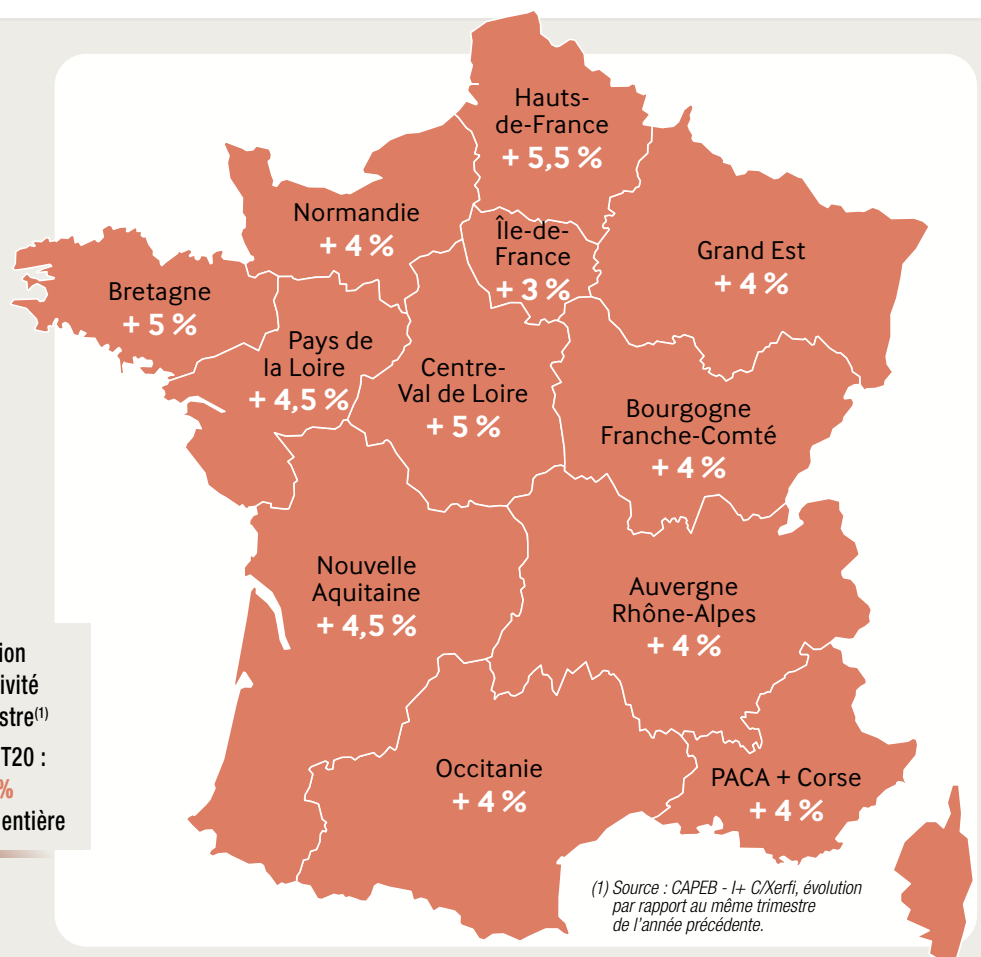 Hauts-
de-France
+ 5,5 %
Normandie
+ 4 %
Île-de-
France
+ 3 %
Grand Est
+ 4 %
Bretagne
+ 5 %
Pays de
la Loire
+ 4,5 %
Centre-
Val de Loire
+ 5 %
Bourgogne
Franche-Comté
+ 4 %
Nouvelle
Aquitaine
+ 4,5 %
Auvergne
Rhône-Alpes
+ 4 %
Occitanie
+ 4 %
PACA + Corse
+ 4 %
(1) Source : CAPEB - I+ C/Xerfi, évolution
par rapport au même trimestre
de l’année précédente.
T20 :
%
entière